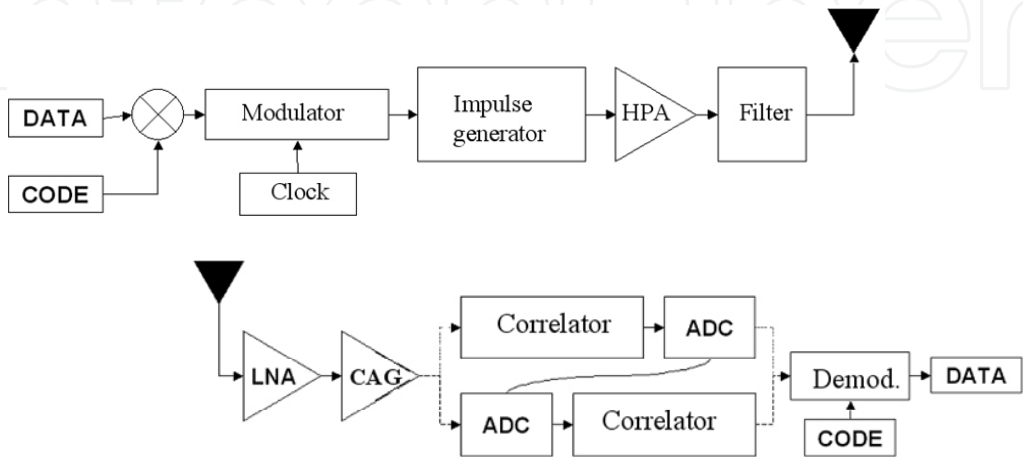 DATA
CODE
Modulator
Clock
Impulse
generator
HPA
Filter
LNA
CAG
Correlator
ADC
ADC
Correlator
Demod.
CODE
DATA